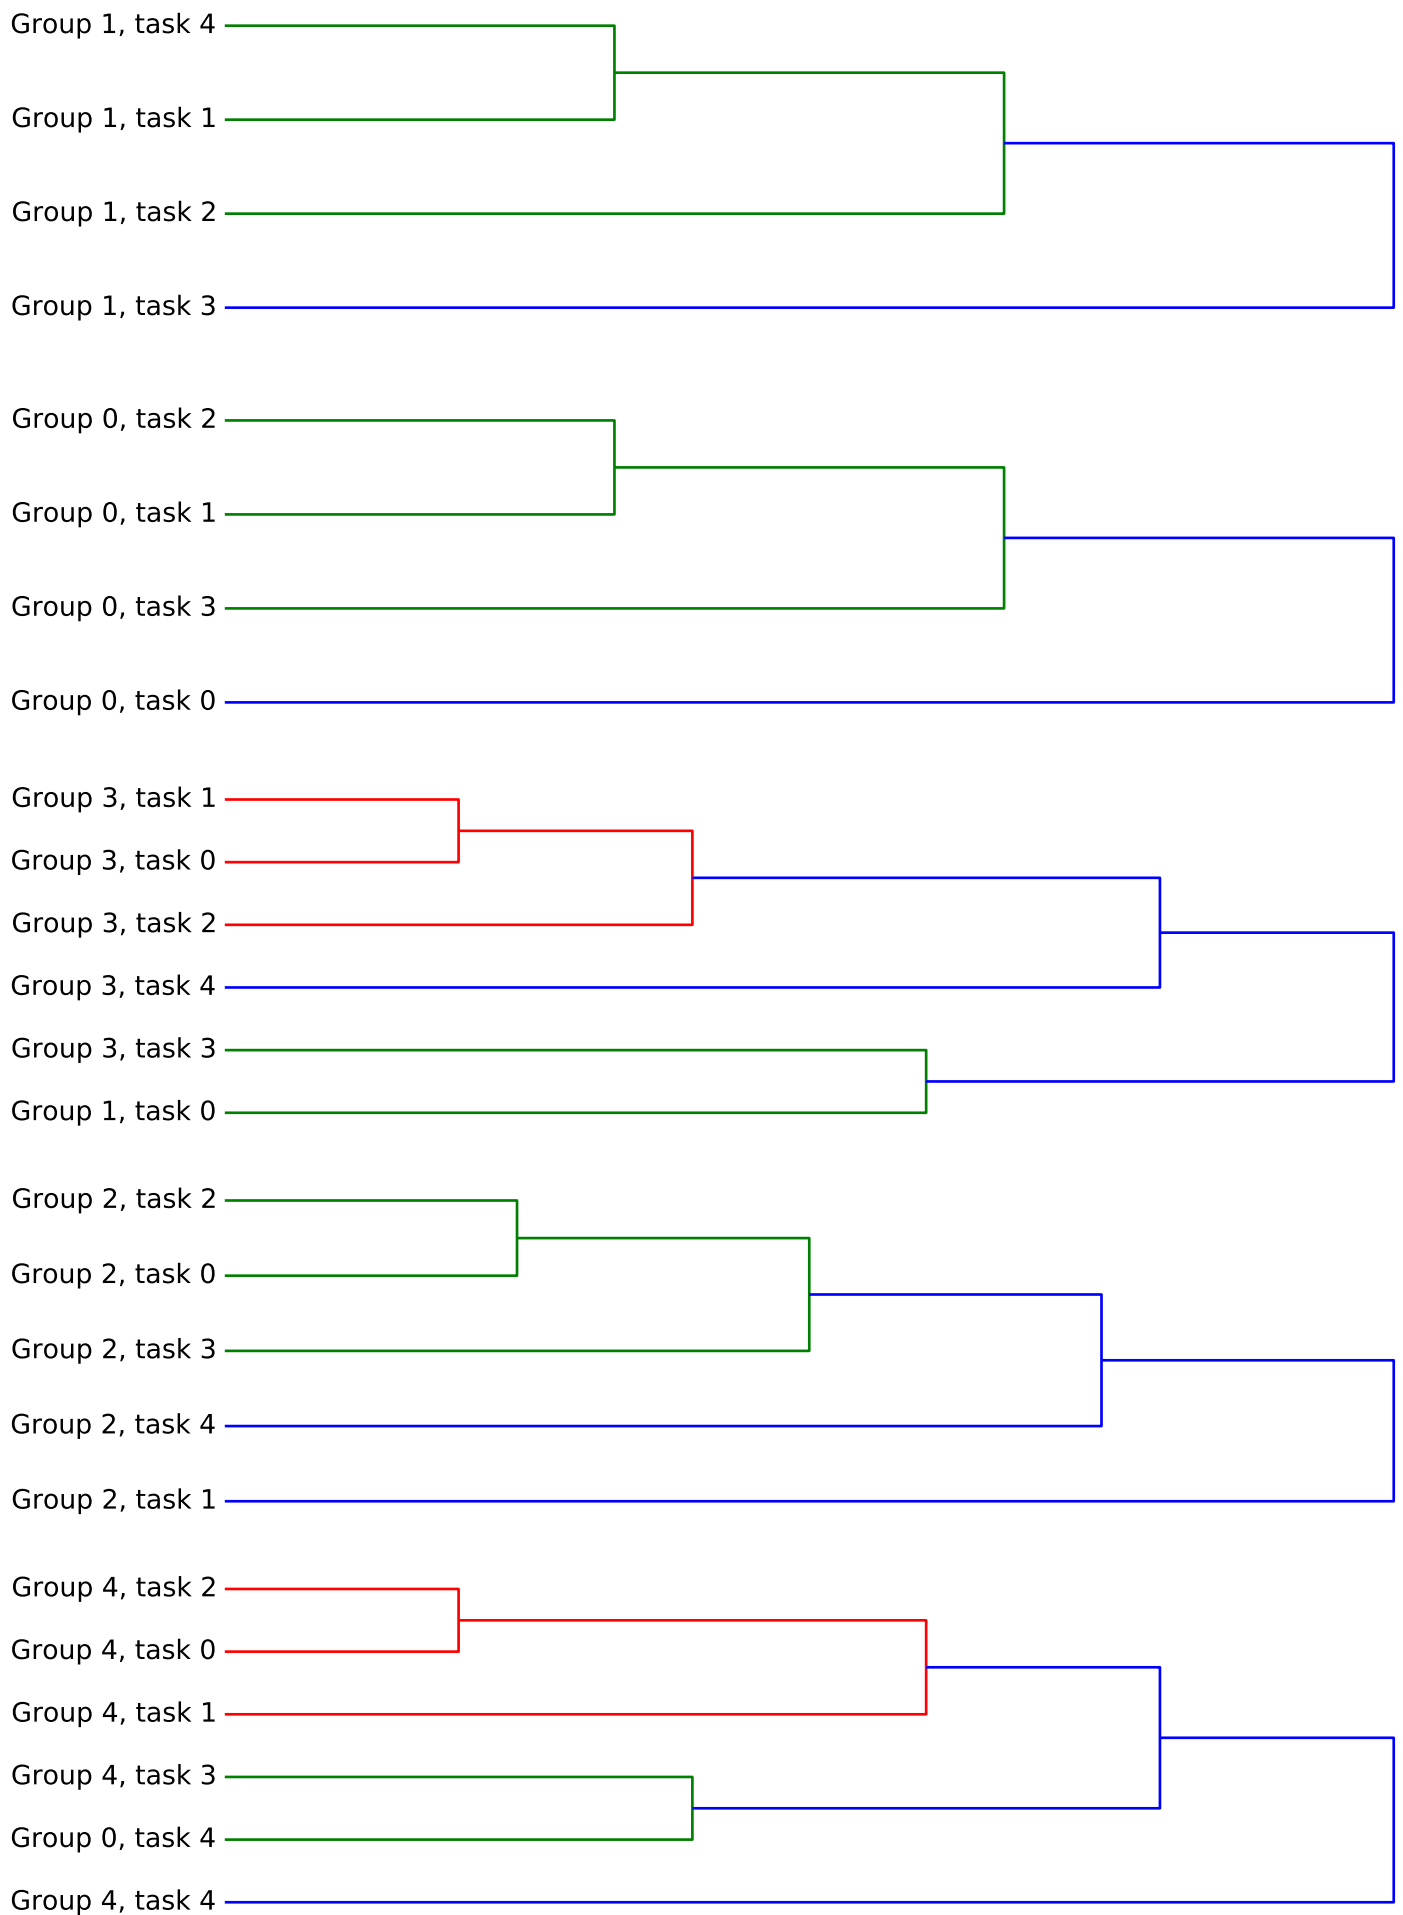 Group 1, task 4
Group 1, task 1
Group 1, task 2
Group 1, task 3
Group 0, task 2
Group 0, task 1
Group 0, task 3
Group 0, task 0
Group 3, task 1
Group 3, task 0
Group 3, task 2
Group 3, task 4
Group 3, task 3
Group 1, task 0
Group 2, task 2
Group 2, task 0
Group 2, task 3
Group 2, task 4
Group 2, task 1
Group 4, task 2
Group 4, task 0
Group 4, task 1
Group 4, task 3
Group 0, task 4
Group 4, task 4